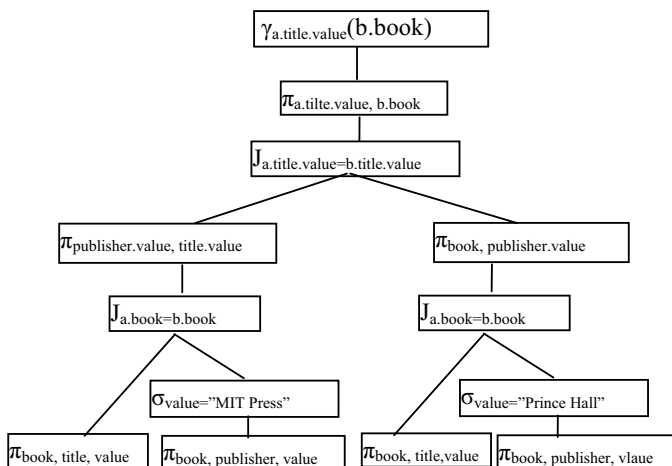 γa.title.value(b.book)
πa.tilte.value, b.book
Ja.title.value=b.title.value
πpublisher.value, title.value
πbook, publisher.value
Ja.book=b.book
Ja.book=b.book
σvalue=”MIT Press”
σvalue=”Prince Hall”
πbook, title, value
πbook, publisher, value
πbook, title,value
πbook, publisher, vlaue